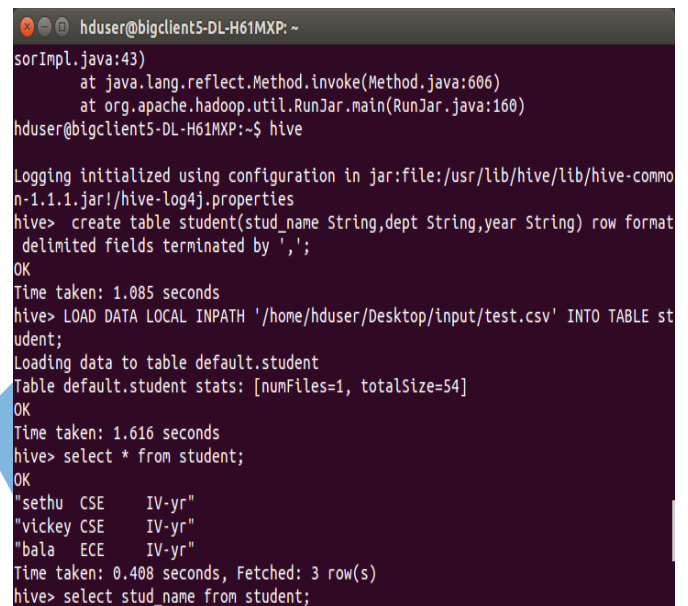 hduser@bigclient5-DL-H61MXP: ~
sorImpl.java:43)
at java.lang.reflect.Method.invoke(Method.java:606)
at org.apache.hadoop.util.RunJar.main(RunJar.java:160)
hduser@bigclient5-DL-H61MXP:~$ hive
Logging initialized using configuration in jar:file:/usr/lib/hive/lib/hive-commo
n-1.1.1.jar!/hive-log4j.properties
hive>  create table student(stud_name String,dept String,year String) row format
 delimited fields terminated by ',';
OK
Time taken: 1.085 seconds
hive> LOAD DATA LOCAL INPATH '/home/hduser/Desktop/input/test.csv' INTO TABLE st
udent;
Loading data to table default.student
Table default.student stats: [numFiles=1, totalSize=54]
OK
Time taken: 1.616 seconds
hive> select * from student;
OK
"sethu  CSE     IV-yr"
"vickey CSE     IV-yr"
"bala   ECE     IV-yr"
Time taken: 0.408 seconds, Fetched: 3 row(s)
hive> select stud_name from student;